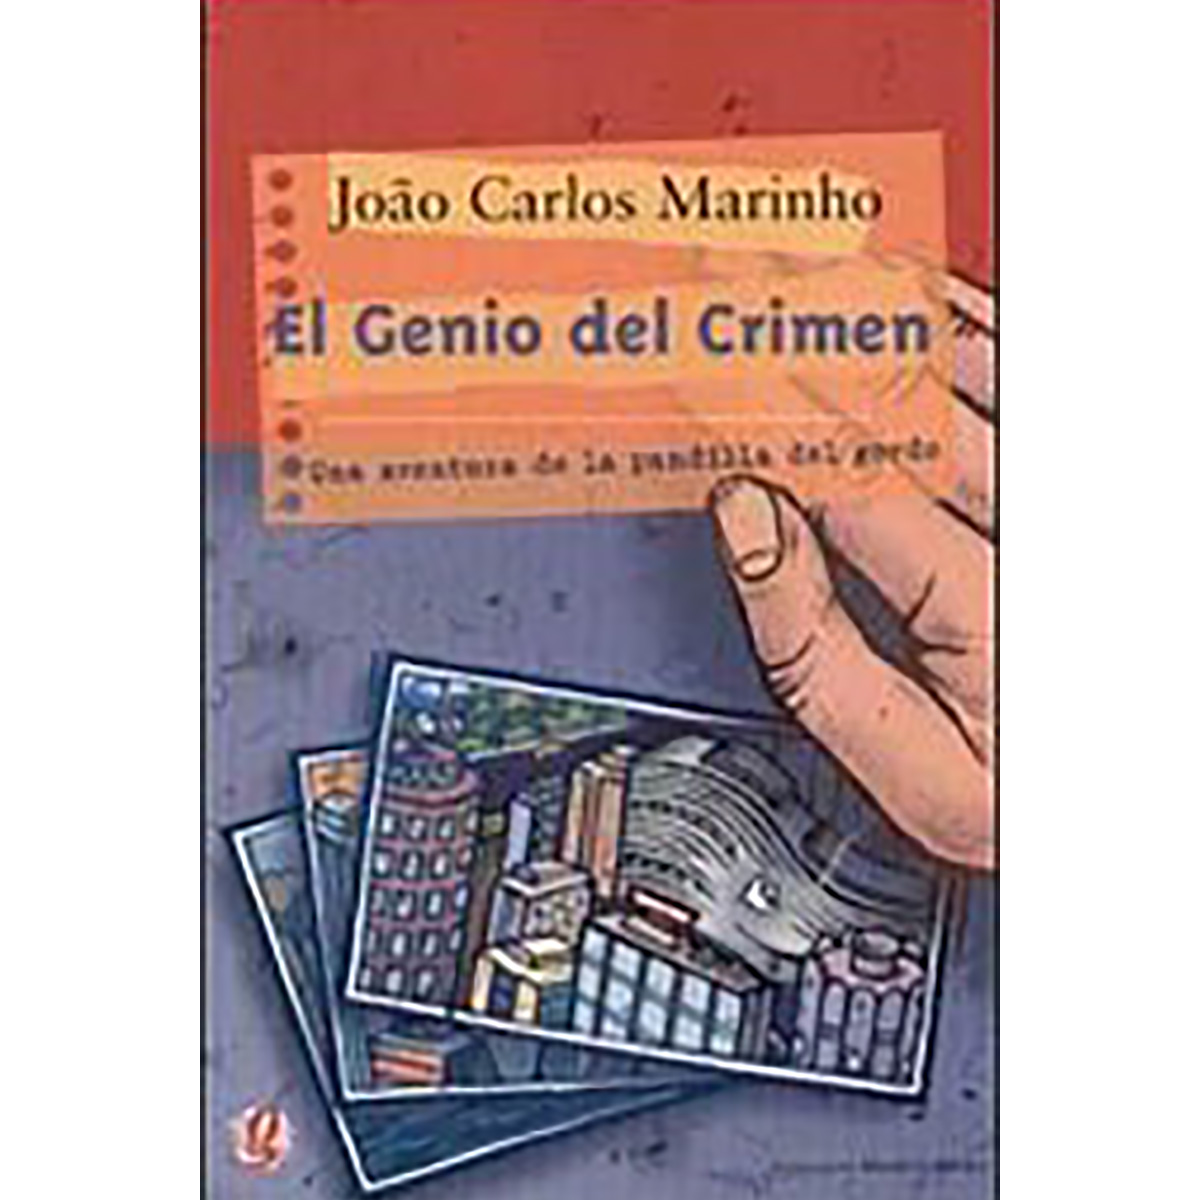 João Carlos Marinho
El Genio del Crimen
Una aventura de la pandilla del gordo
g